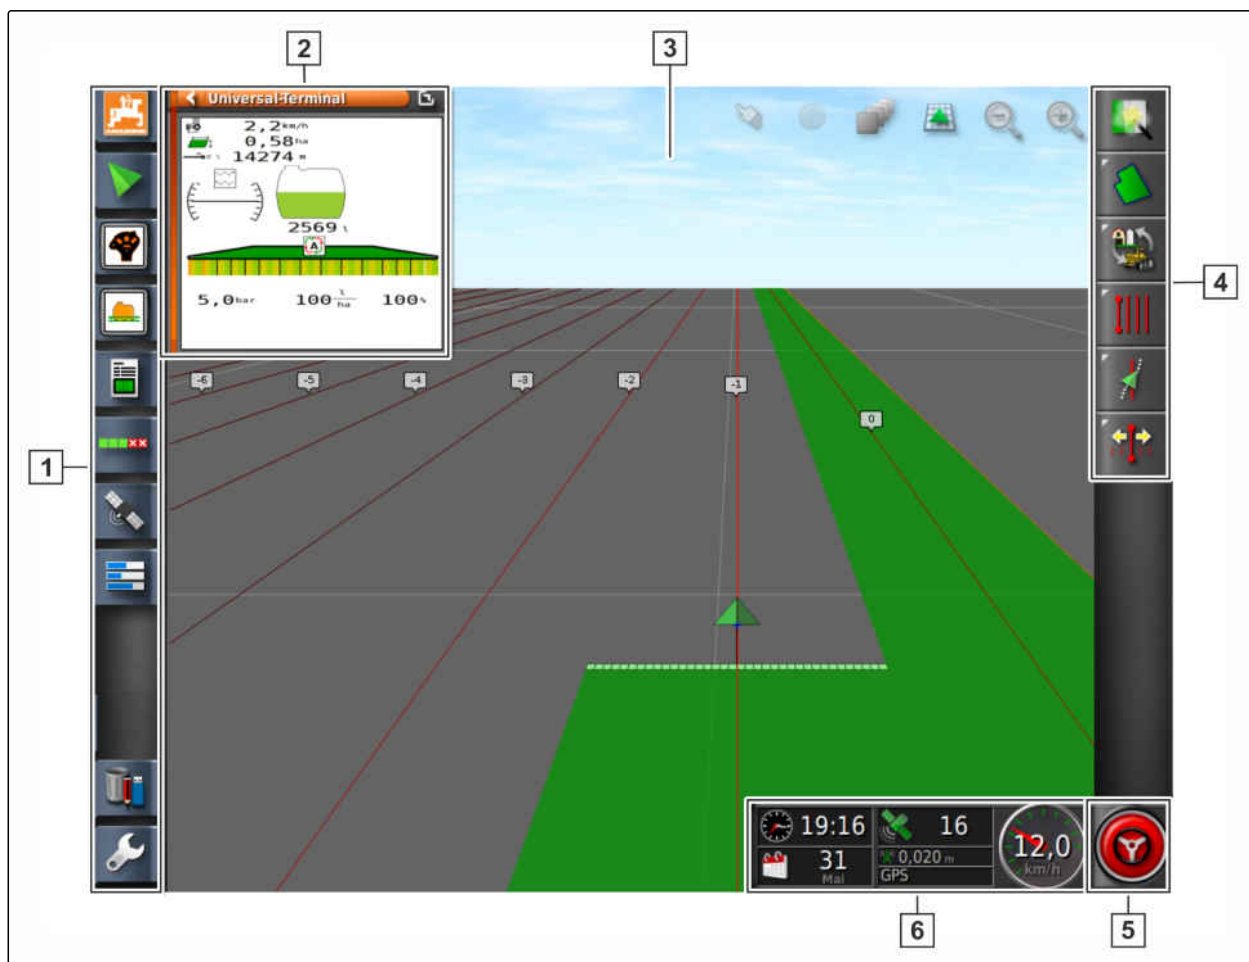 2
3
Universal-Terminal
2,2 km/h
0,58 ha
14274 m
2569 l
A
5,0 bar 100 l/ha 100 %
4
-6 -5 -4 -3 -2 -1
0
1
19:16 16
31 0,020 m
Mai GPS
12,0
km/h
6 5